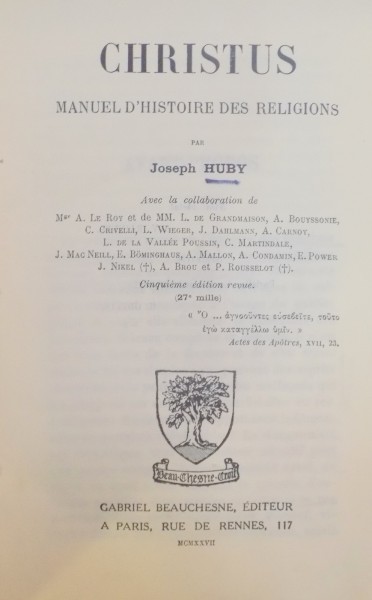 CHRISTUS
MANUEL D'HISTOIRE DES RELIGIONS
PAR
Joseph HUBY
Avec la collaboration de
Mgr A. LE ROY et de MM. L. DE GRANDMAISON, A. BOUYSSONIE,
C. CRIVELLI, L. WIEGER, J. DAHLMANN, A. CARNOY,
L. DE LA VALLÉE POUSSIN, C. MARTINDALE,
J. MAC NEILL, E. BÖMINGHAUS, A. MALLON, A. CONDAMIN, E. POWER
J. NIKEL (†), A. BROU et P. ROUSSELOT (†).
Cinquième édition revue.
(27e mille)
« Ὃ ... ἀγνοοῦντες εὐσεβεῖτε, τοῦτο
ἐγὼ καταγγέλλω ὑμῖν. »
Actes des Apôtres, XVII, 23.
Beau-Chesne-Croit
GABRIEL BEAUCHESNE, ÉDITEUR
A PARIS, RUE DE RENNES, 117
MCMXXVII